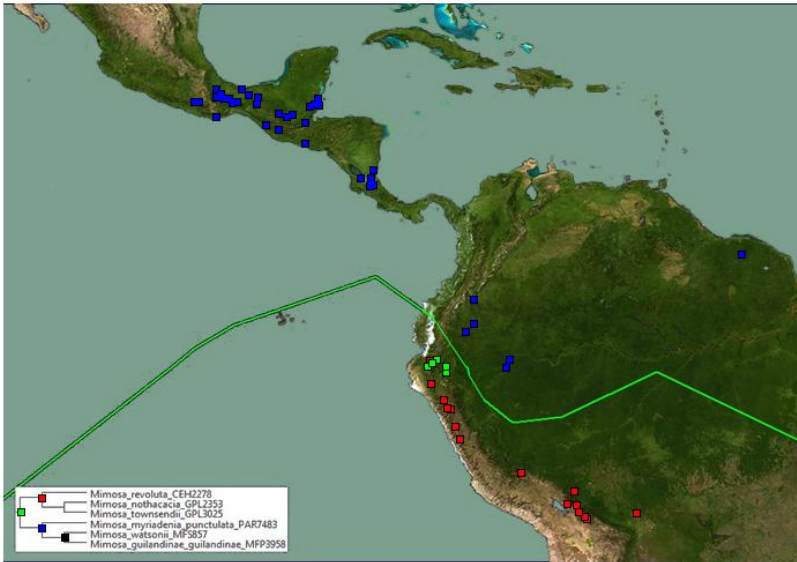 Mimosa_revoluta_CEH2278
Mimosa_nothacacia_GPL2353
Mimosa_townsendii_GPL3025
Mimosa_myriadenia_punctulata_PAR7483
Mimosa_watsonii_MFS857
Mimosa_guilandinae_guilandinae_MFP3958